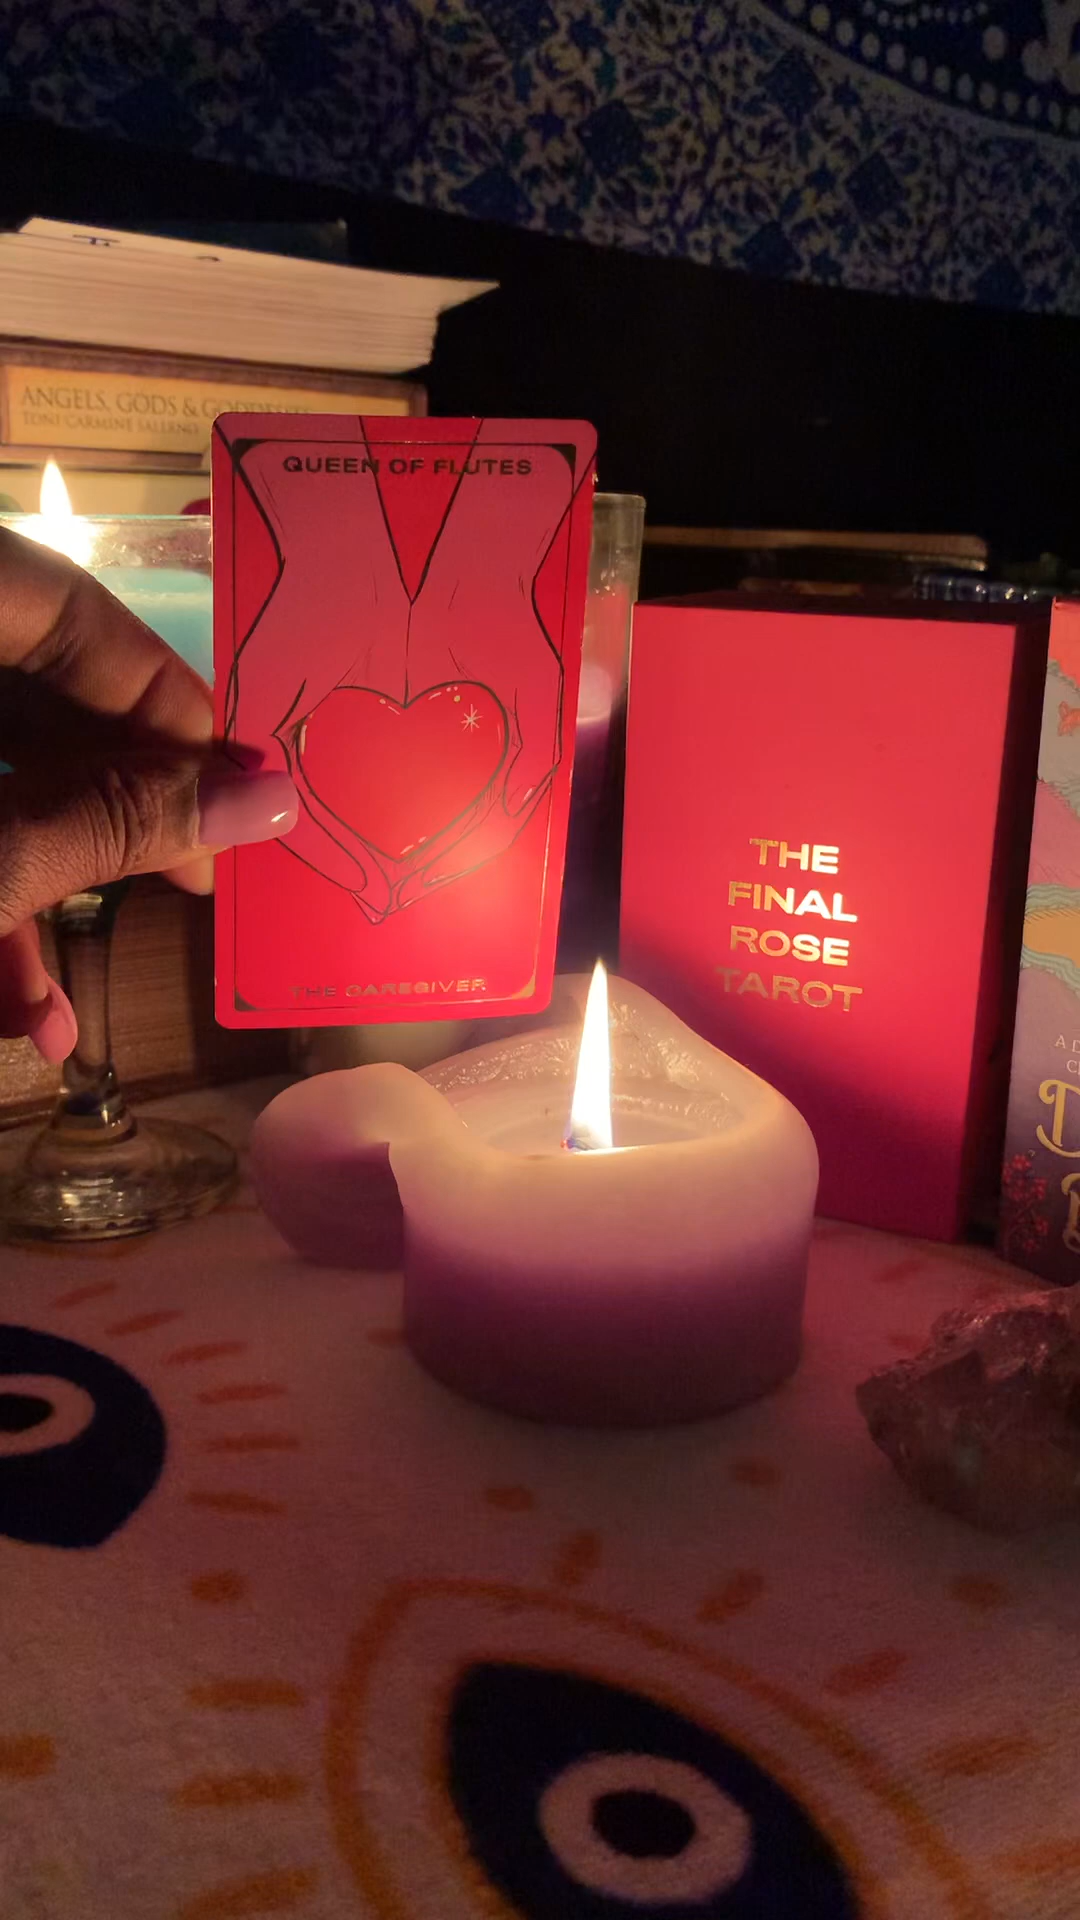 ANGELS, GODS & GODDESSES
TONI CARMINE SALERNO
QUEEN OF FLUTES
THE CAREGIVER
THE
FINAL
ROSE
TAROT